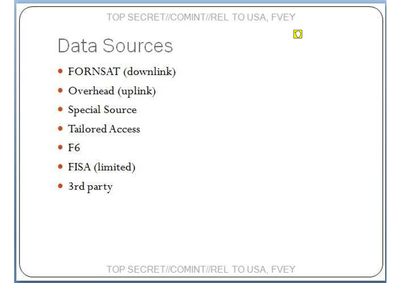 TOP SECRET//COMINT//REL TO USA, FVEY
Data Sources
FORNSAT (downlink)
Overhead (uplink)
Special Source
Tailored Access
F6
FISA (limited)
3rd party
TOP SECRET//COMINT//REL TO USA, FVEY